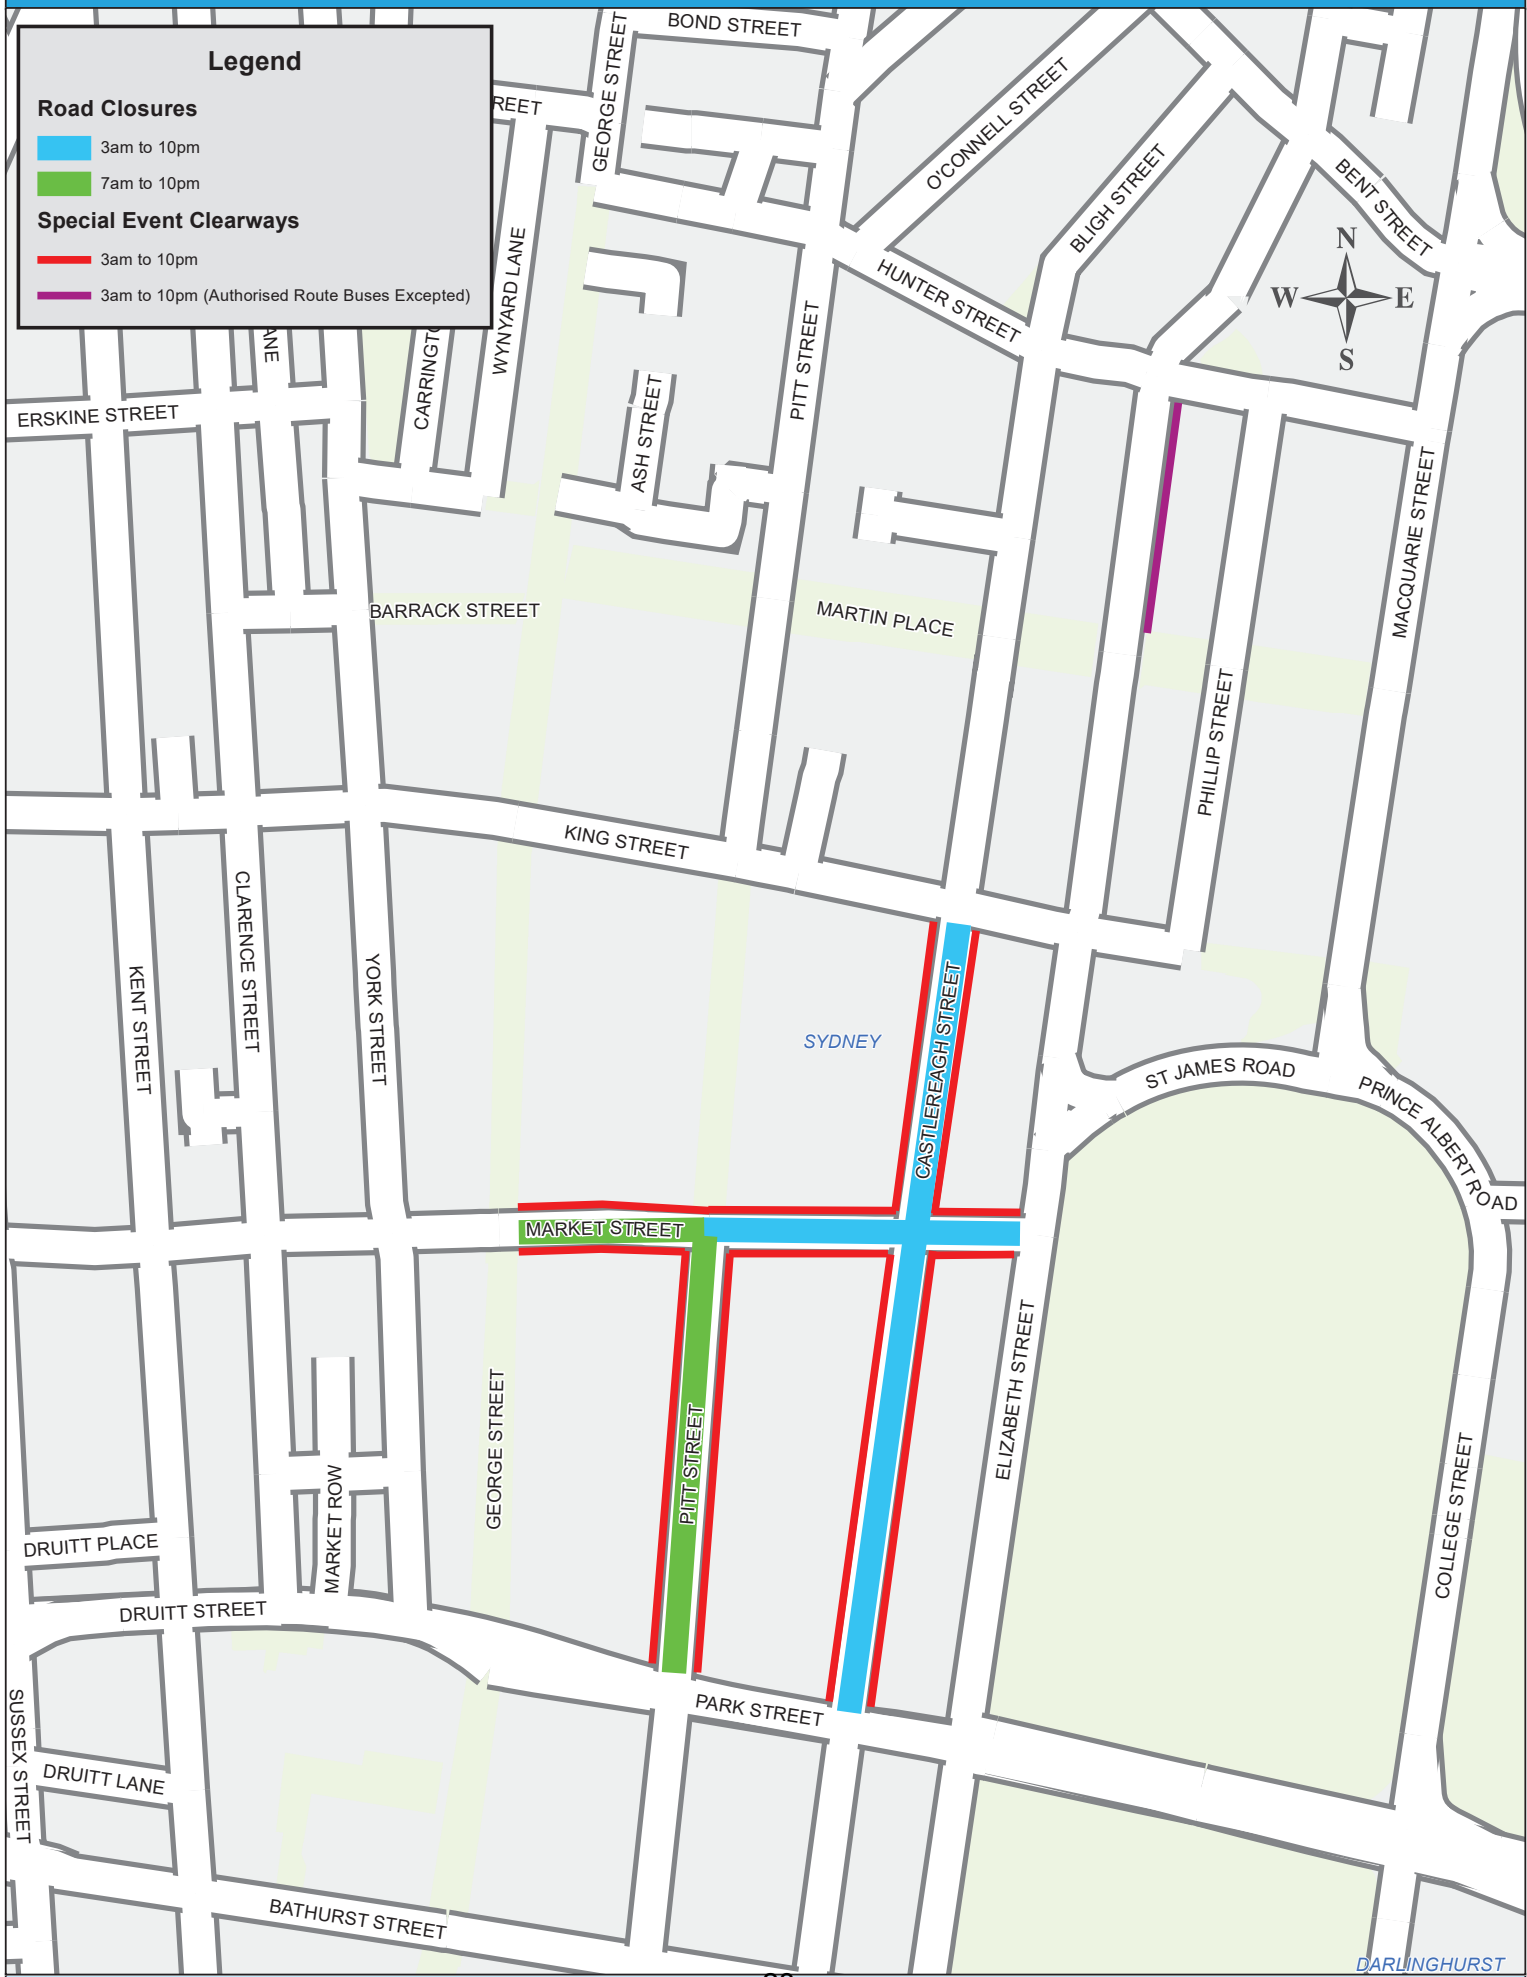 Legend
Road Closures
3am to 10pm
7am to 10pm
Special Event Clearways
3am to 10pm
3am to 10pm (Authorised Route Buses Excepted)
BOND STREET
GEORGE STREET
REET
O'CONNELL STREET
BLIGH STREET
BENT STREET
N
W
E
S
HUNTER STREET
WYNYARD LANE
PITT STREET
ANE
CARRINGTO
ASH STREET
ERSKINE STREET
MACQUARIE STREET
BARRACK STREET
MARTIN PLACE
PHILLIP STREET
KING STREET
CLARENCE STREET
KENT STREET
YORK STREET
SYDNEY
CASTLEREAGH STREET
ST JAMES ROAD
PRINCE ALBERT ROAD
MARKET STREET
ELIZABETH STREET
GEORGE STREET
PITT STREET
MARKET ROW
COLLEGE STREET
DRUITT PLACE
DRUITT STREET
PARK STREET
SUSSEX STREET
DRUITT LANE
BATHURST STREET
DARLINGHURST